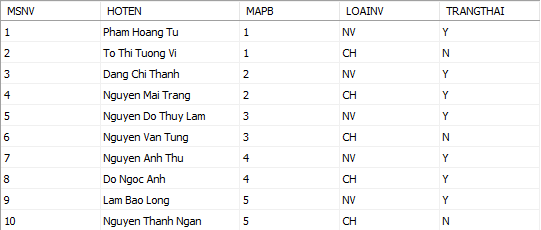 MSNV HOTEN MAPB LOAINV TRANGTHAI
1 Pham Hoang Tu 1 NV Y
2 To Thi Tuong Vi 1 CH N
3 Dang Chi Thanh 2 NV Y
4 Nguyen Mai Trang 2 CH Y
5 Nguyen Do Thuy Lam 3 NV Y
6 Nguyen Van Tung 3 CH N
7 Nguyen Anh Thu 4 NV Y
8 Do Ngoc Anh 4 CH Y
9 Lam Bao Long 5 NV Y
10 Nguyen Thanh Ngan 5 CH N